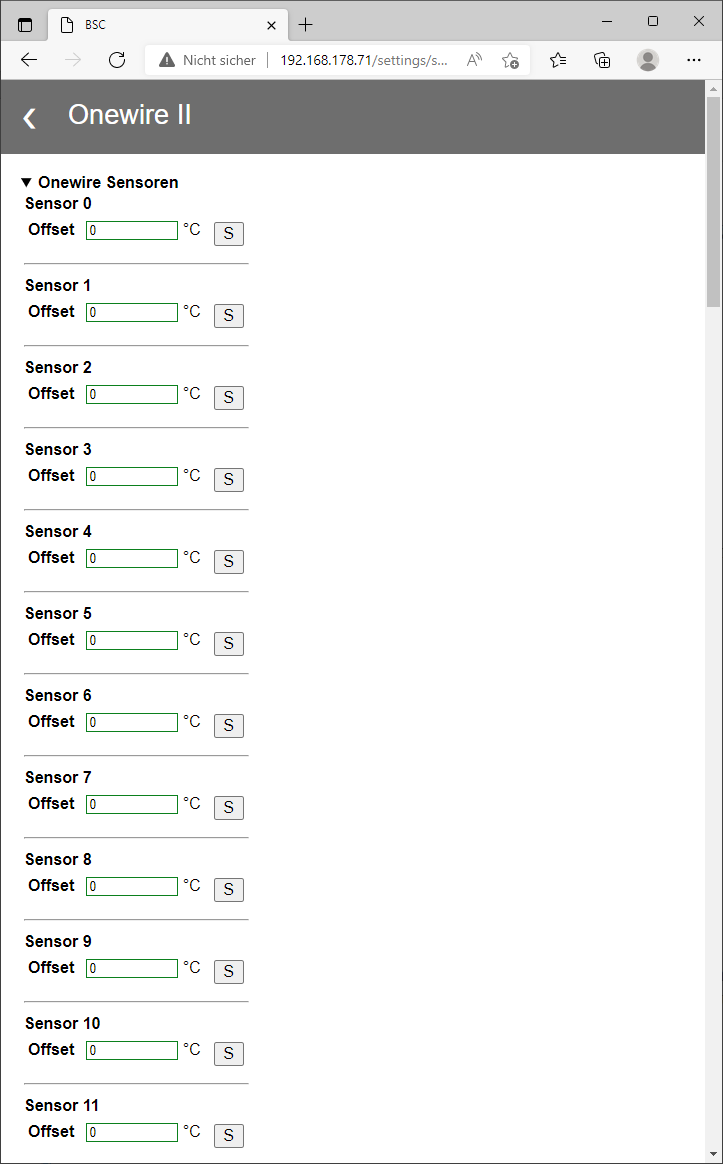 BSC
Nicht sicher 192.168.178.71/settings/s...
Onewire II
Onewire Sensoren
Sensor 0
Offset 0 °C S
Sensor 1
Offset 0 °C S
Sensor 2
Offset 0 °C S
Sensor 3
Offset 0 °C S
Sensor 4
Offset 0 °C S
Sensor 5
Offset 0 °C S
Sensor 6
Offset 0 °C S
Sensor 7
Offset 0 °C S
Sensor 8
Offset 0 °C S
Sensor 9
Offset 0 °C S
Sensor 10
Offset 0 °C S
Sensor 11
Offset 0 °C S